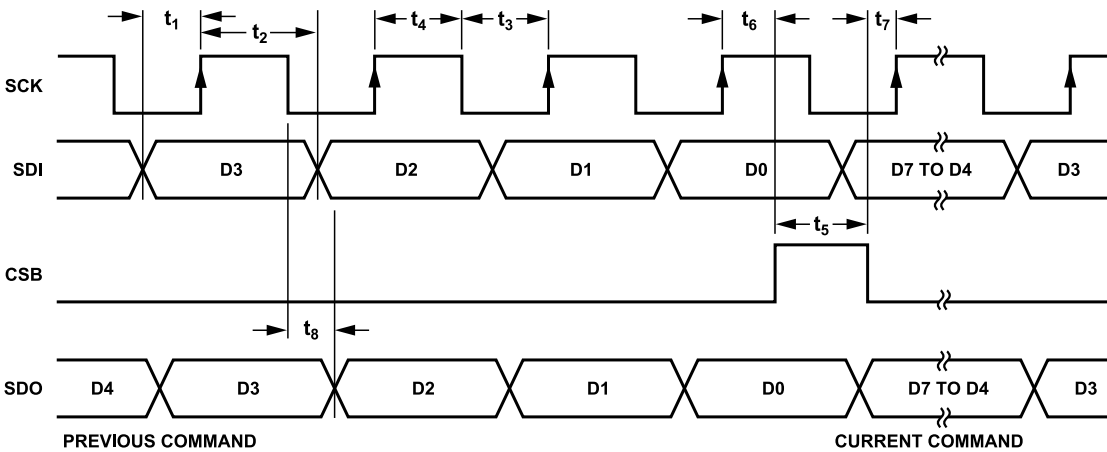 t1 t2 t4 t3 t6 t7
SCK
SDI D3 D2 D1 D0 D7 TO D4 D3
t5
CSB
t8
SDO D4 D3 D2 D1 D0 D7 TO D4 D3
PREVIOUS COMMAND CURRENT COMMAND